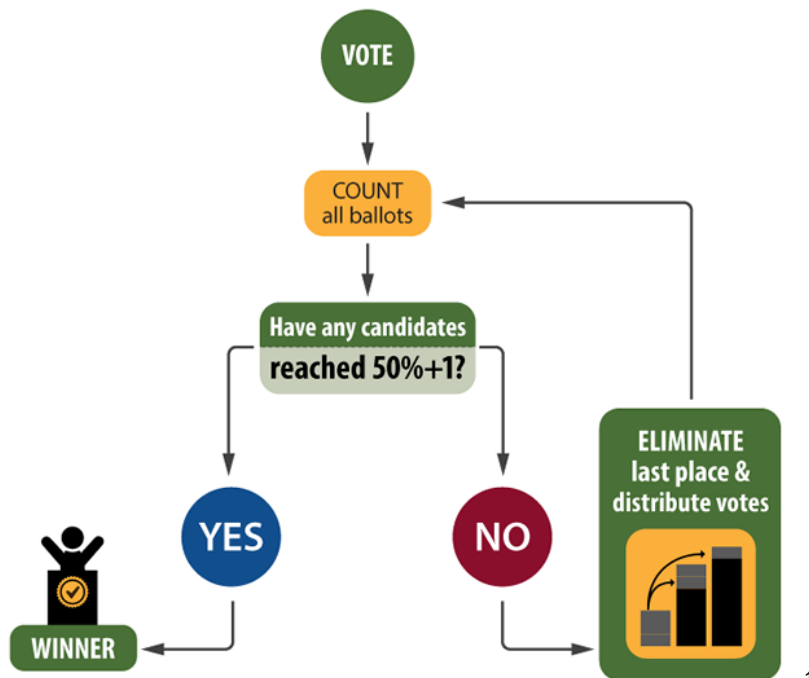 VOTE
COUNT
all ballots
Have any candidates
reached 50%+1?
YES
NO
ELIMINATE
last place &
distribute votes
WINNER